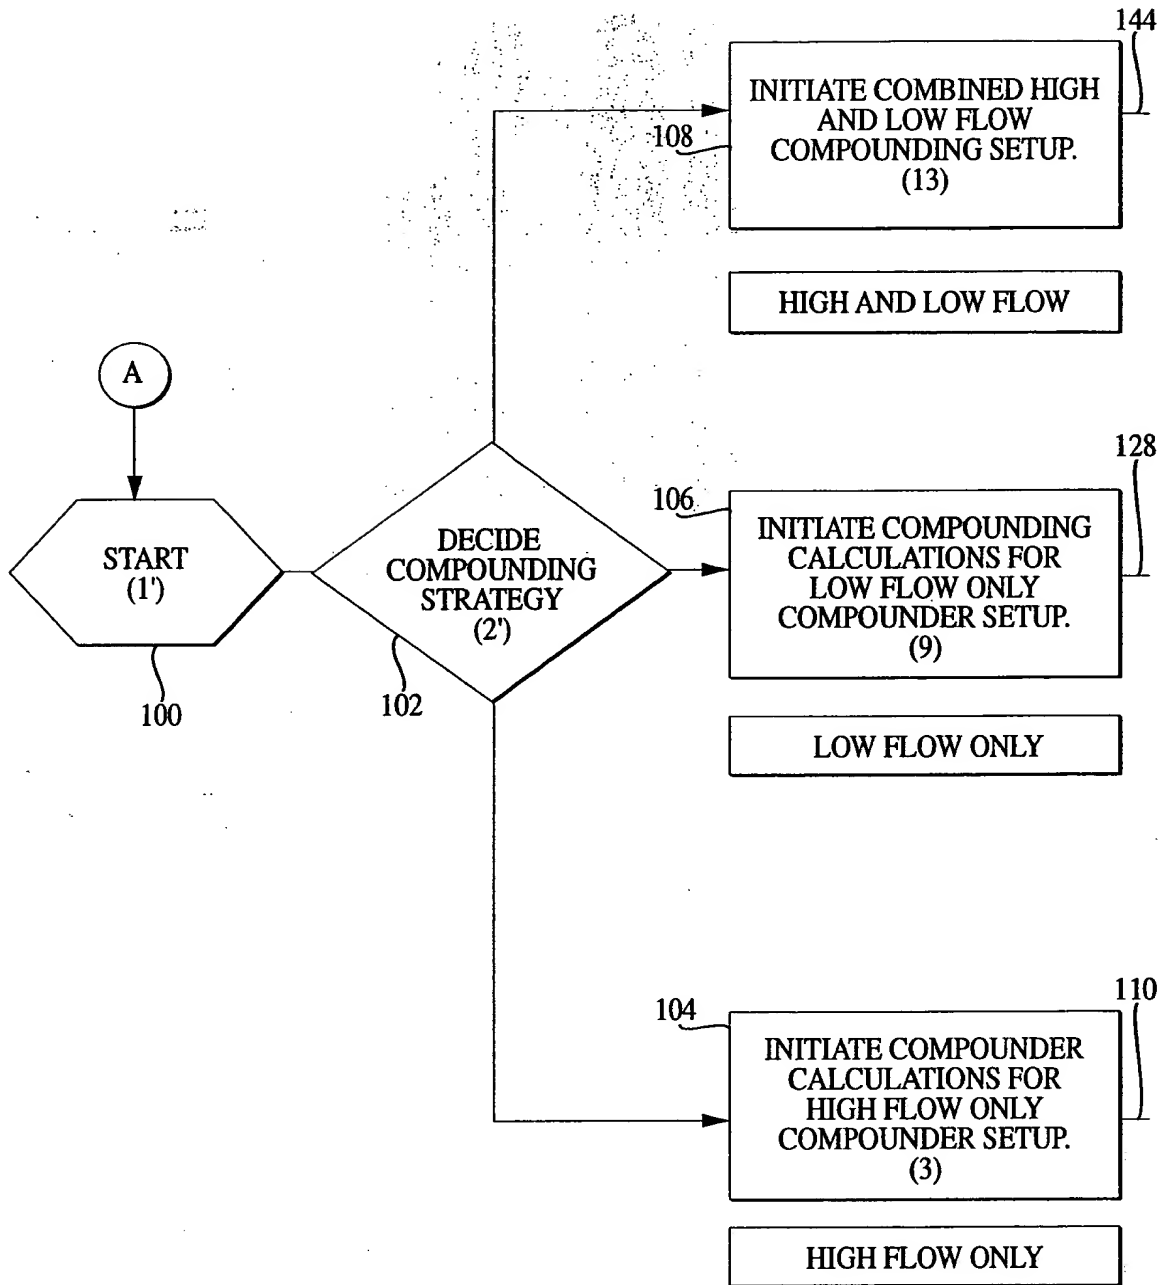 144
INITIATE COMBINED HIGH
AND LOW FLOW
COMPOUNDING SETUP.
(13)
108
HIGH AND LOW FLOW
A
START
(1')
100
DECIDE
COMPOUNDING
STRATEGY
(2')
102
128
106
INITIATE COMPOUNDING
CALCULATIONS FOR
LOW FLOW ONLY
COMPOUNDER SETUP.
(9)
LOW FLOW ONLY
110
104
INITIATE COMPOUNDER
CALCULATIONS FOR
HIGH FLOW ONLY
COMPOUNDER SETUP.
(3)
HIGH FLOW ONLY